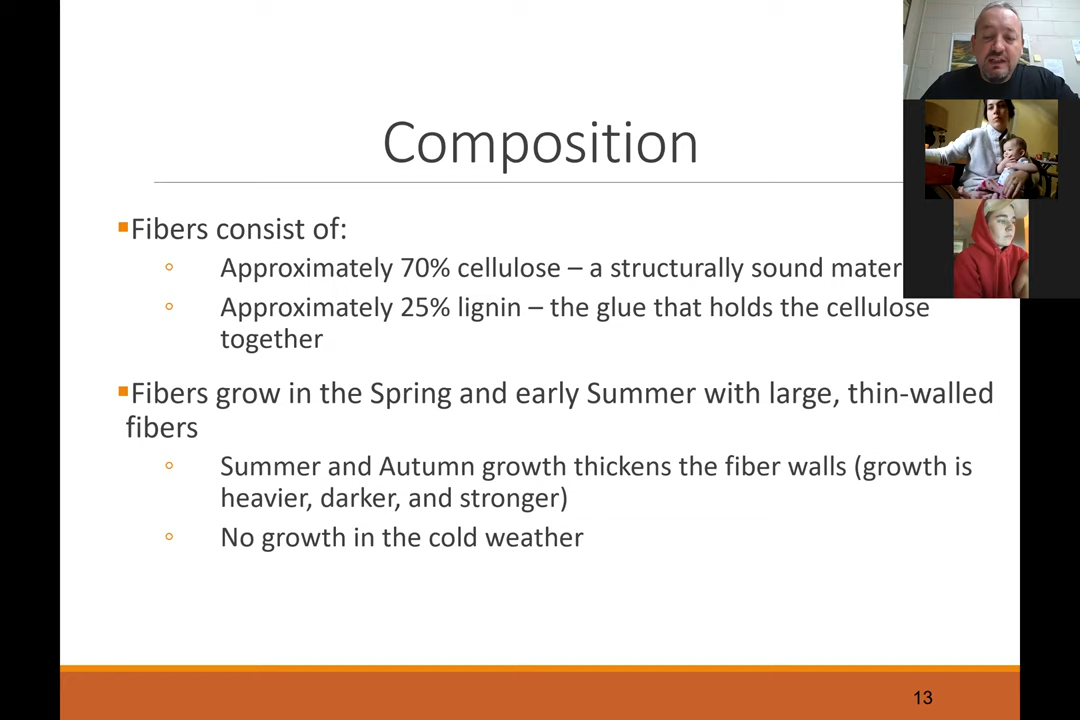 Composition
▪Fibers consist of:
◦ Approximately 70% cellulose – a structurally sound
◦ Approximately 25% lignin – the glue that holds the cellulose
together
▪Fibers grow in the Spring and early Summer with large, thin-walled
fibers
◦ Summer and Autumn growth thickens the fiber walls (growth is
heavier, darker, and stronger)
◦ No growth in the cold weather
13